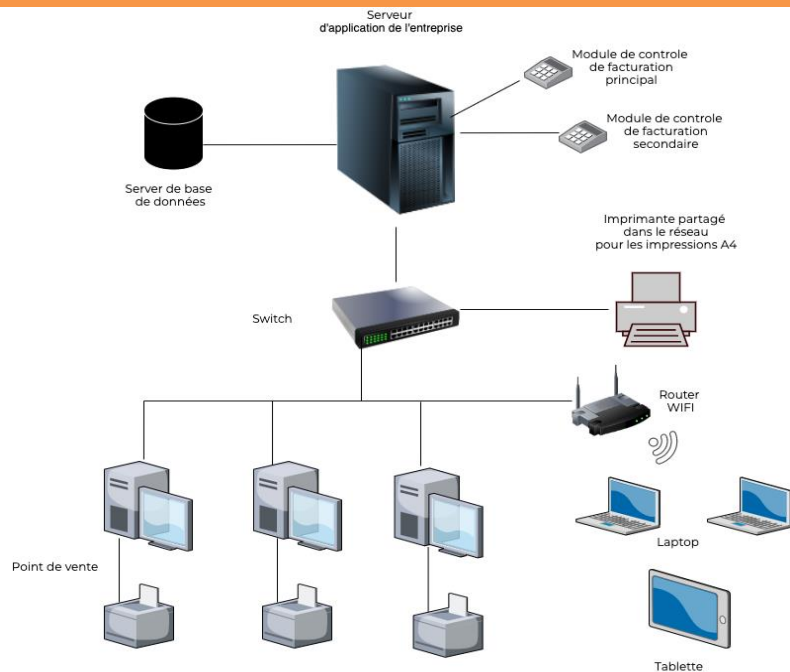 Serveur
d'application de l'entreprise
Module de controle
de facturation
principal
Module de controle
de facturation
secondaire
Server de base
de données
Imprimante partagé
dans le réseau
pour les impressions A4
Switch
Router
WIFI
Laptop
Point de vente
Tablette